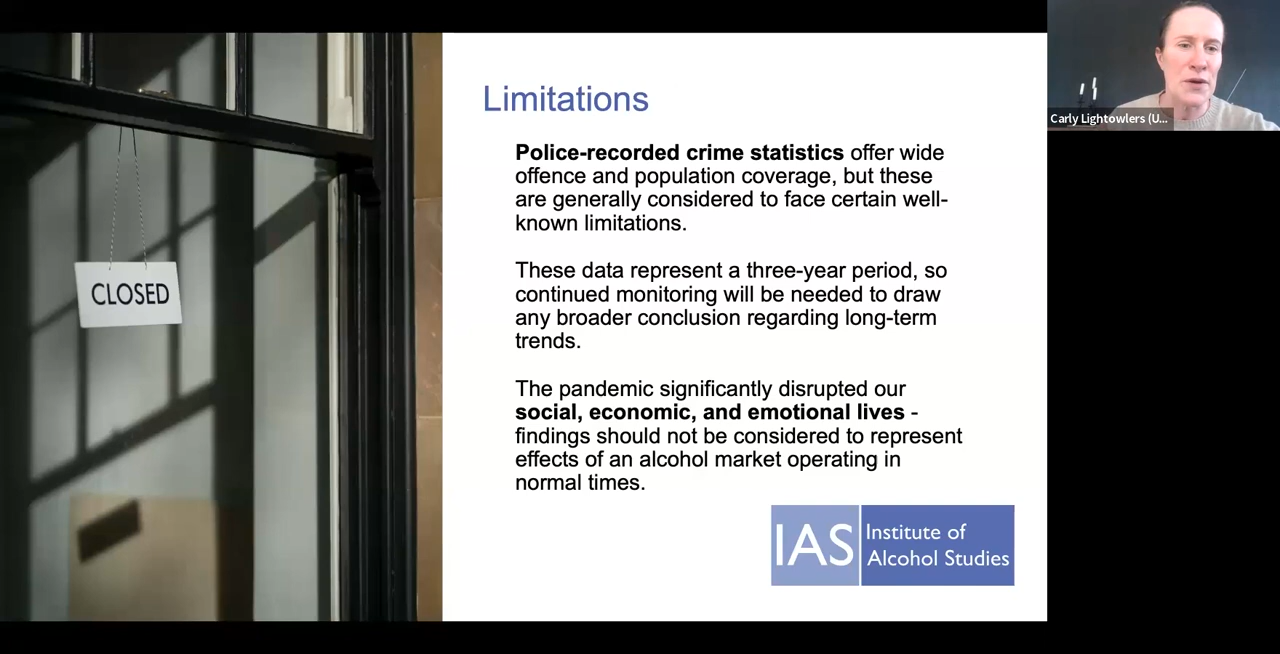 CLOSED
Limitations
Police-recorded crime statistics offer wide
offence and population coverage, but these
are generally considered to face certain well-
known limitations.
These data represent a three-year period, so
continued monitoring will be needed to draw
any broader conclusion regarding long-term
trends.
The pandemic significantly disrupted our
social, economic, and emotional lives -
findings should not be considered to represent
effects of an alcohol market operating in
normal times.
IAS Institute of
Alcohol Studies
Carly Lightowlers (U...